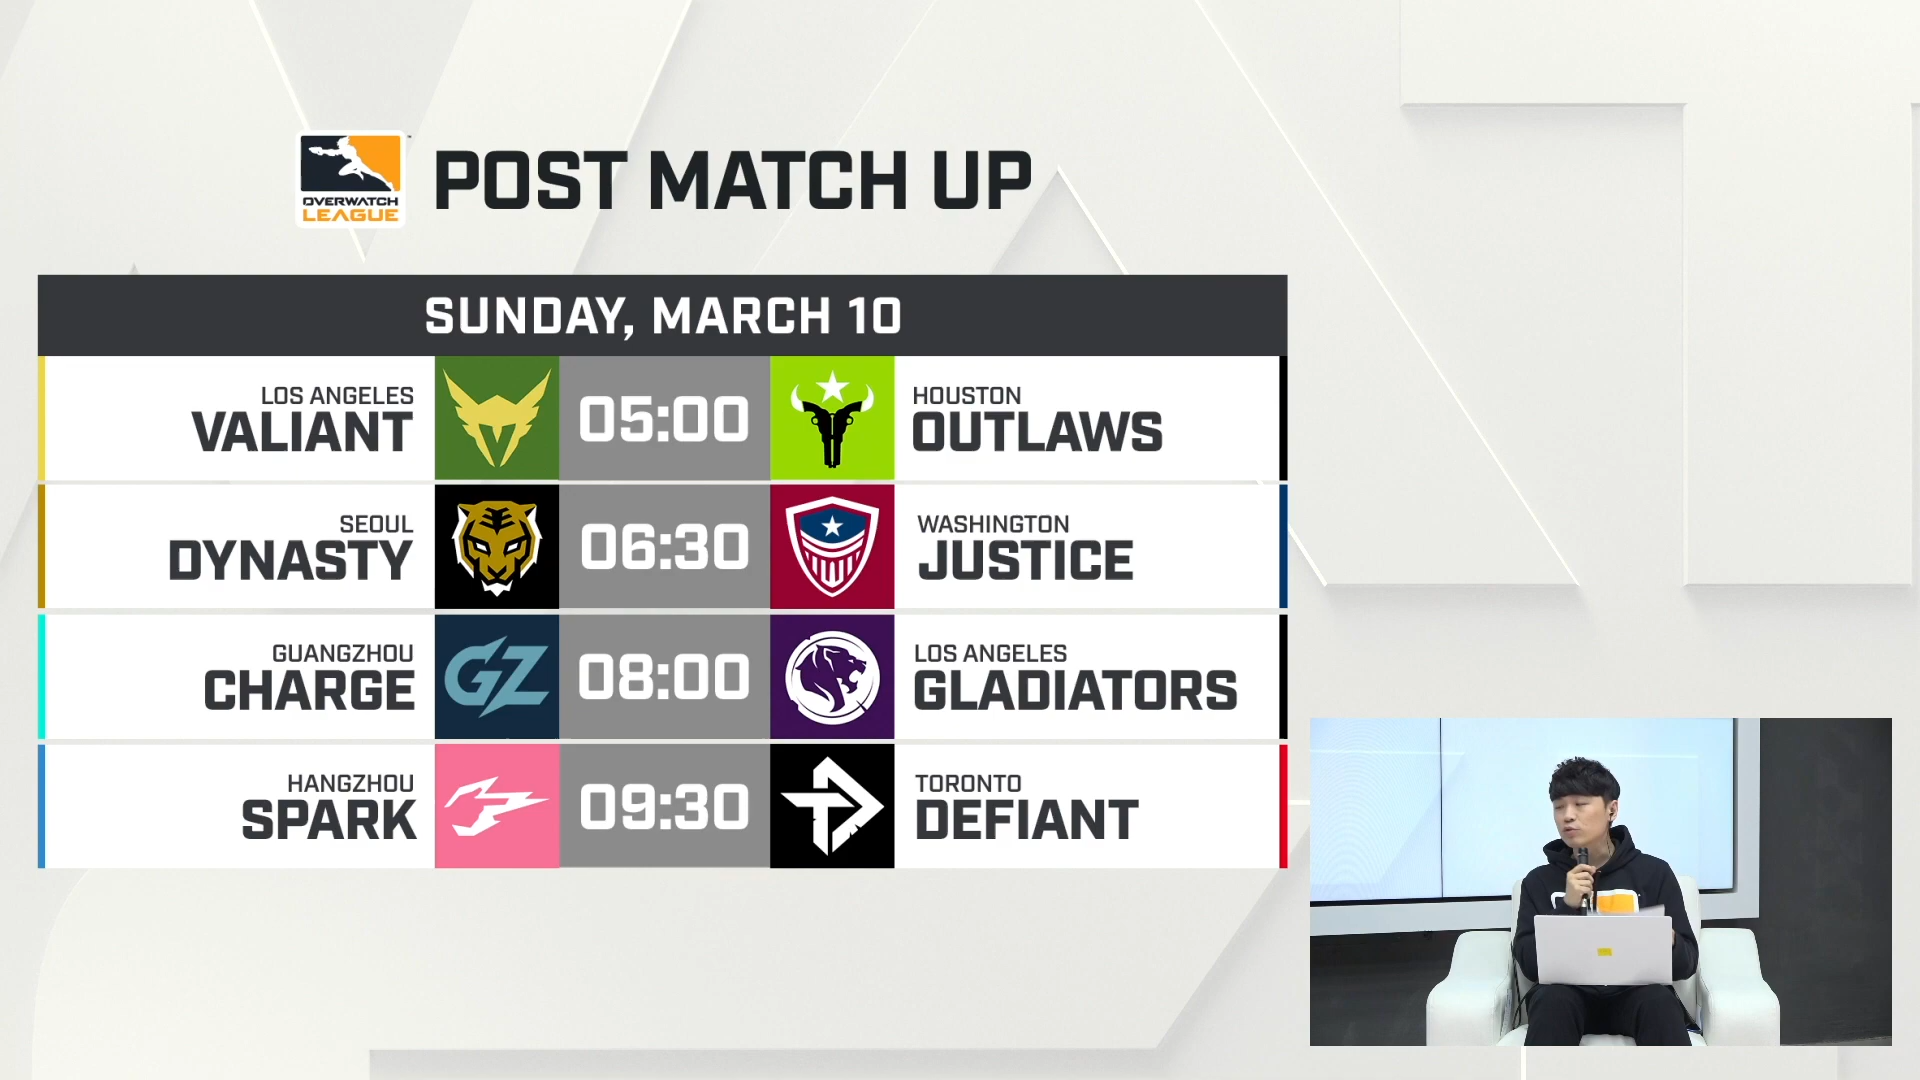 OVERWATCH
LEAGUE
POST MATCH UP
SUNDAY, MARCH 10
LOS ANGELES
VALIANT
05:00
HOUSTON
OUTLAWS
SEOUL
DYNASTY
06:30
WASHINGTON
JUSTICE
GUANGZHOU
CHARGE
GZ
08:00
LOS ANGELES
GLADIATORS
HANGZHOU
SPARK
09:30
TORONTO
DEFIANT